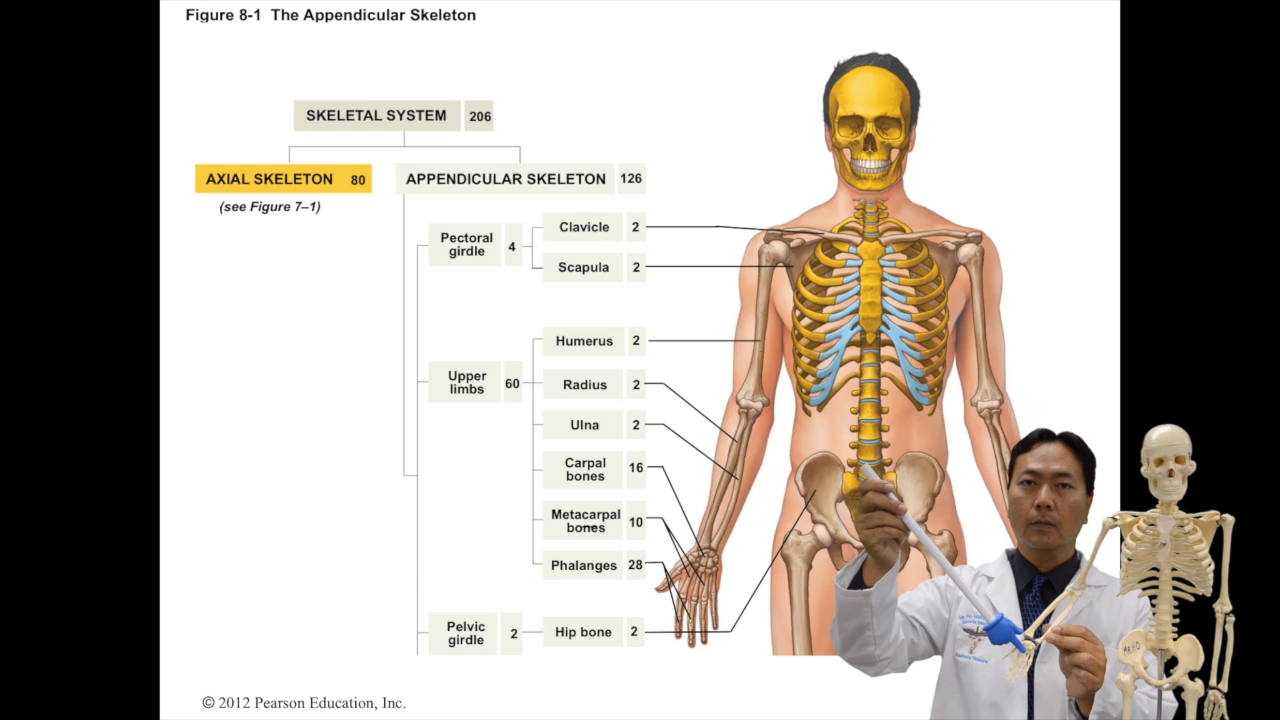 Figure 8-1 The Appendicular Skeleton
SKELETAL SYSTEM 206
AXIAL SKELETON 80
APPENDICULAR SKELETON 126
(see Figure 7–1)
Pectoral
girdle
4
Clavicle 2
Scapula 2
Upper
limbs
60
Humerus 2
Radius 2
Ulna 2
Carpal
bones
16
Metacarpal
bones
10
Phalanges 28
Pelvic
girdle
2
Hip bone 2
© 2012 Pearson Education, Inc.